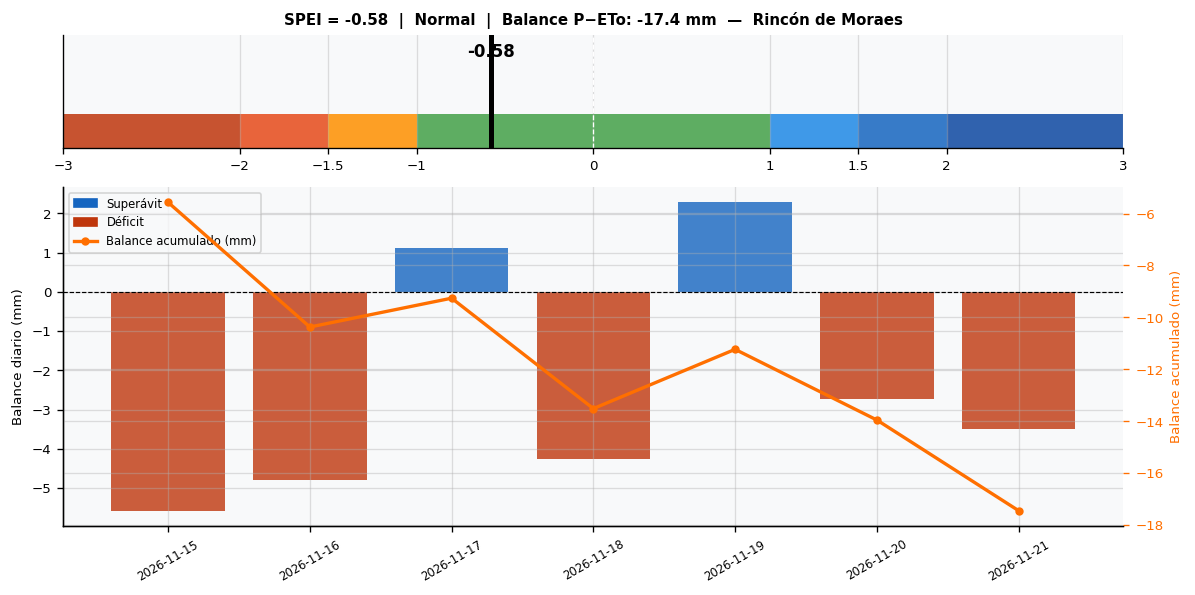 SPEI = -0.58  |  Normal  |  Balance P−ETo: -17.4 mm  —  Rincón de Moraes
-0.58
−3 −2 −1.5 −1 0 1 1.5 2 3
Superávit
Déficit
Balance acumulado (mm)
Balance diario (mm)
2
1
0
−1
−2
−3
−4
−5
−6
−8
−10
−12
−14
−16
−18
Balance acumulado (mm)
2026-11-15 2026-11-16 2026-11-17 2026-11-18 2026-11-19 2026-11-20 2026-11-21